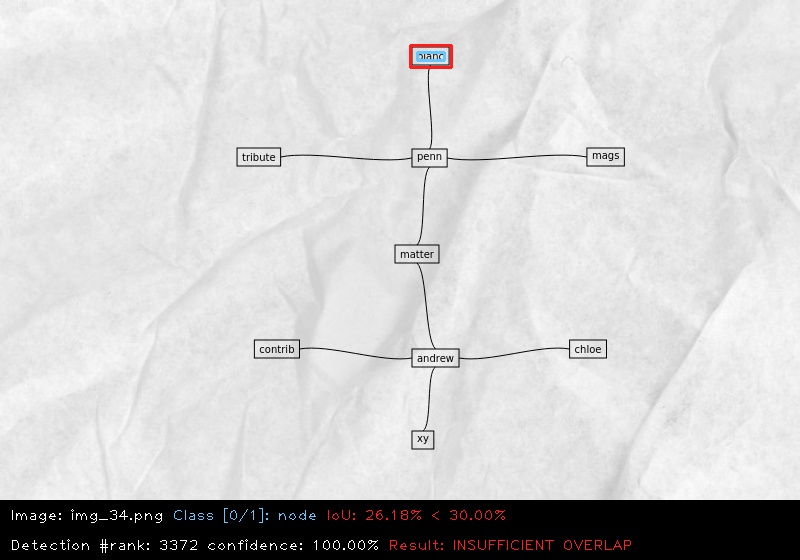 tribute penn mags
matter
contrib andrew chloe
xy
Image: img_34.png Class [0/1]: node IoU: 26.18% < 30.00%
Detection #rank: 3372 confidence: 100.00% Result: INSUFFICIENT OVERLAP